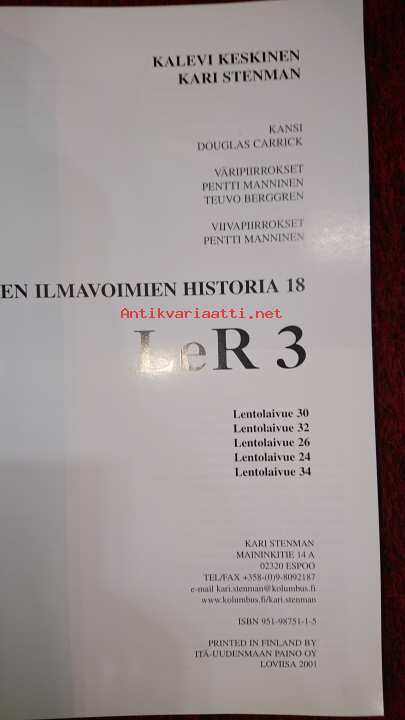 KALEVI KESKINEN
KARI STENMAN
KANSI
DOUGLAS CARRICK
VÄRIPIIRROKSET
PENTTI MANNINEN
TEUVO BERGGREN
VIIVAPIIRROKSET
PENTTI MANNINEN
EN ILMAVOIMIEN HISTORIA 18
Antikvariaatti.net
LeR 3
Lentolaivue 30
Lentolaivue 32
Lentolaivue 26
Lentolaivue 24
Lentolaivue 34
KARI STENMAN
MAININKITIE 14 A
02320 ESPOO
TEL/FAX +358-(0)9-8092187
e-mail kari.stenman@kolumbus.fi
www.kolumbus.fi/kari.stenman
ISBN 951-98751-1-5
PRINTED IN FINLAND BY
ITÄ-UUDENMAAN PAINO OY
LOVIISA 2001